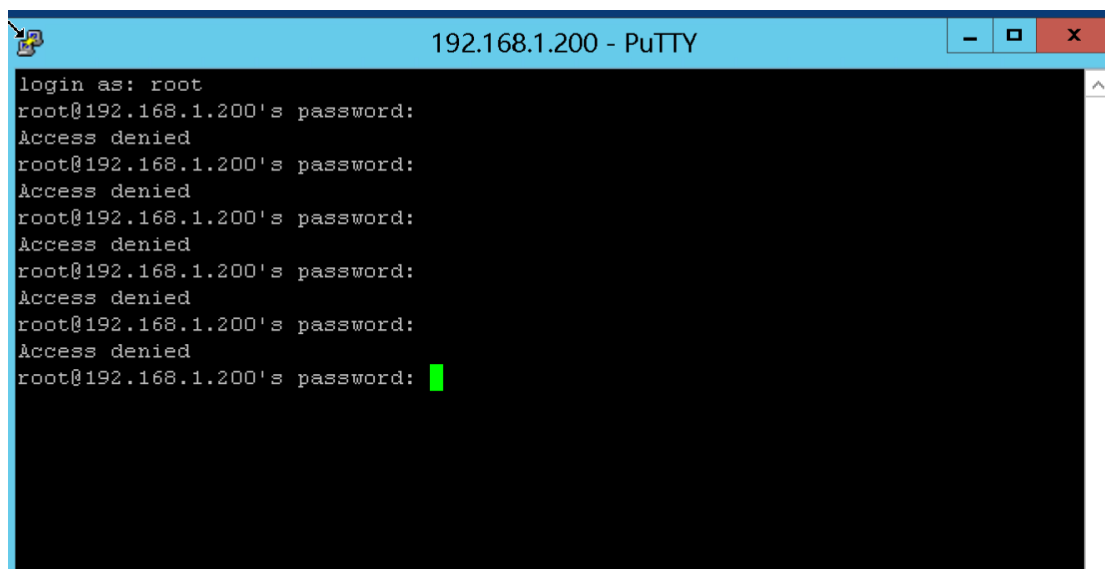 192.168.1.200 - PuTTY
login as: root
root@192.168.1.200's password:
Access denied
root@192.168.1.200's password:
Access denied
root@192.168.1.200's password:
Access denied
root@192.168.1.200's password:
Access denied
root@192.168.1.200's password:
Access denied
root@192.168.1.200's password: